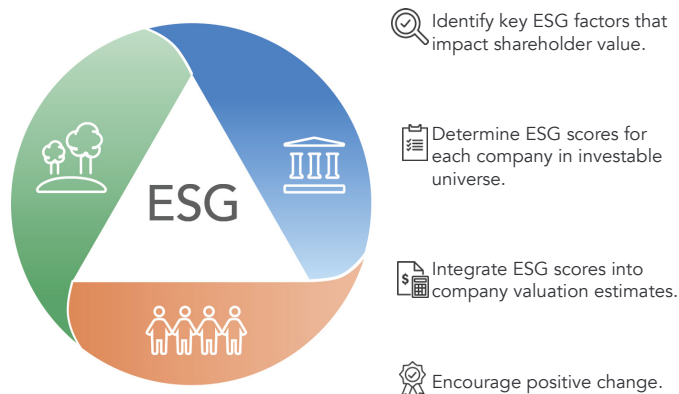 ESG
Identify key ESG factors that
impact shareholder value.
Determine ESG scores for
each company in investable
universe.
$
Integrate ESG scores into
company valuation estimates.
Encourage positive change.